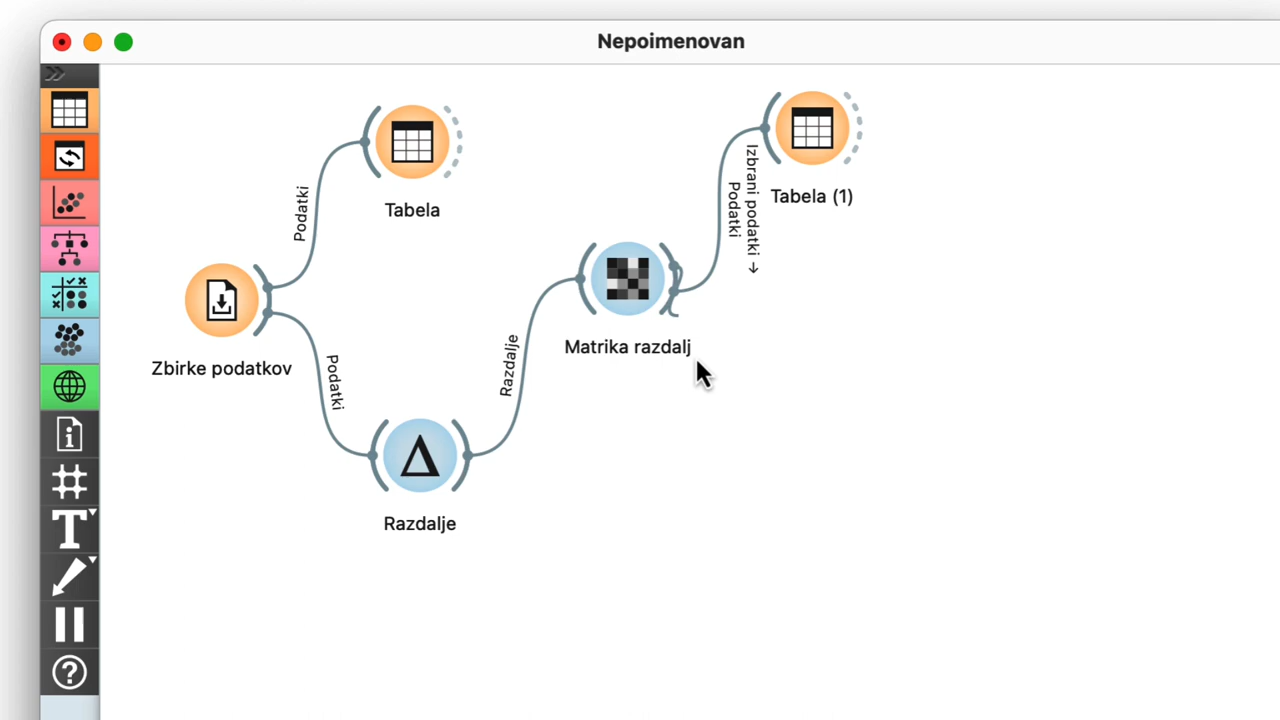 Nepoimenovan
Podatki
Tabela
Izbrani podatki →
Podatki
Tabela (1)
Zbirke podatkov
Podatki
Razdalje
Matrika razdalj
Δ
Razdalje
T
?